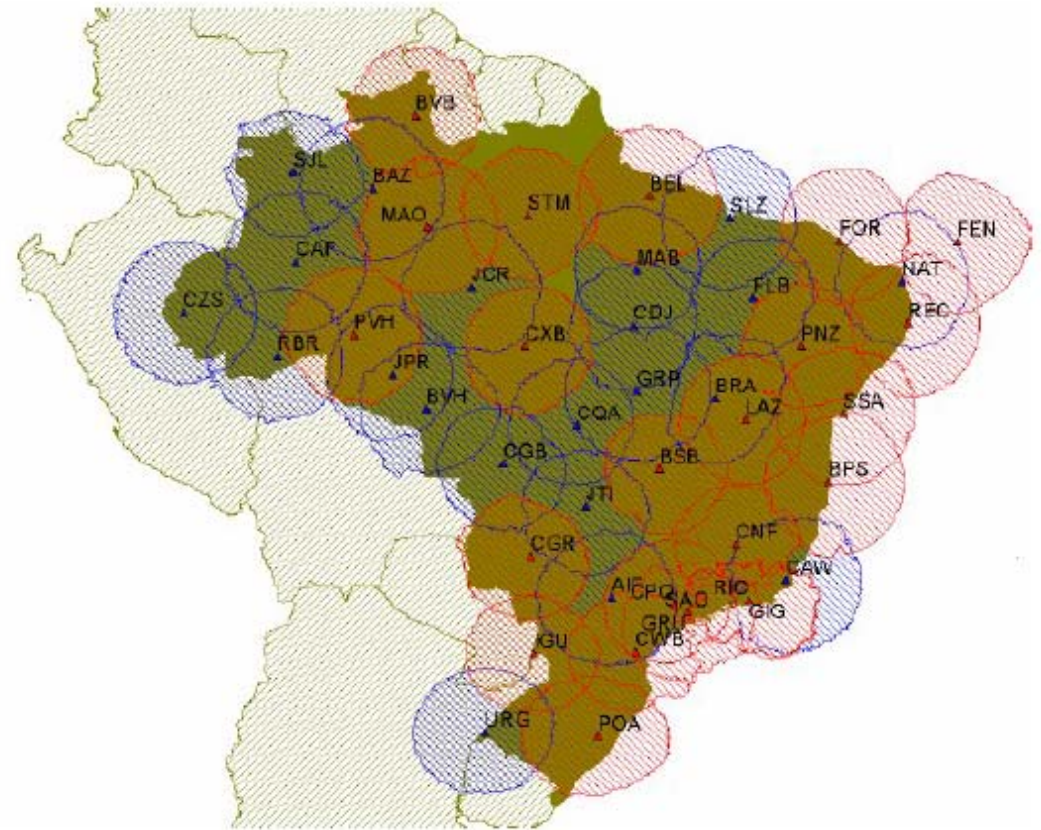 BVB
SJL
BAZ
BEL
STM
SLZ
MAO
FOR
FEN
CAF
MAB
JCR
NAT
FLB
CZS
REC
CDJ
PVH
CXB
PNZ
RBR
JPR
GRP
BRA
BVH
LAZ
SSA
CQA
CGB
BSB
BPS
JTI
CNF
CGR
CAW
RIO
GIG
SAO
GRU
CWB
IGU
URG
POA